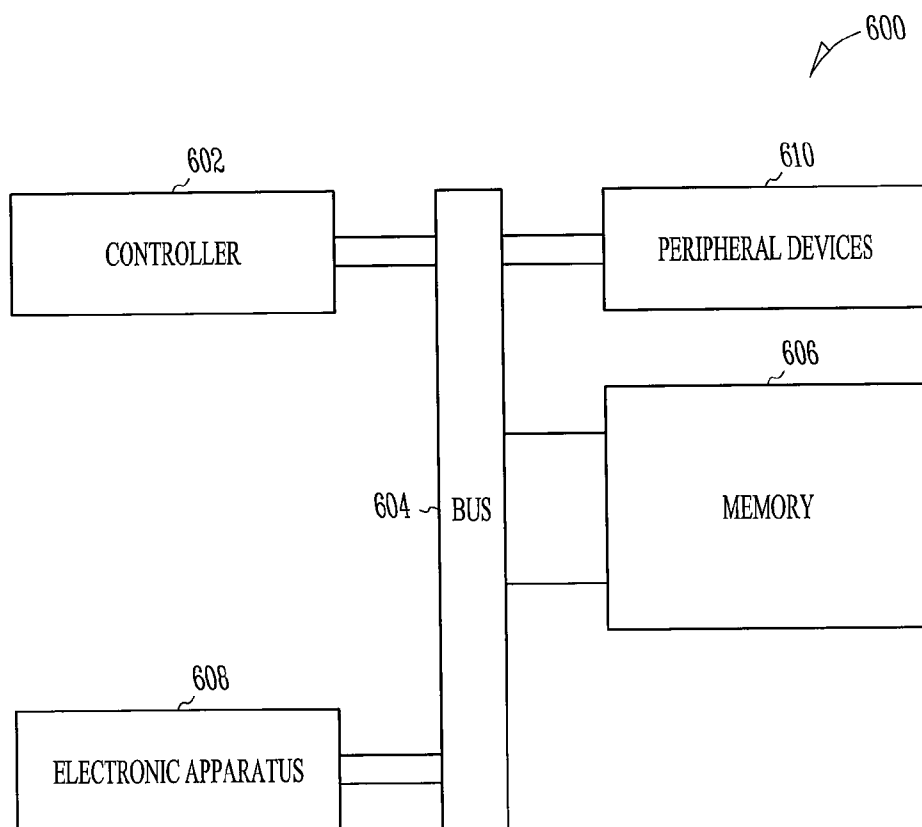 600
602
CONTROLLER
610
PERIPHERAL DEVICES
606
MEMORY
604
BUS
608
ELECTRONIC APPARATUS